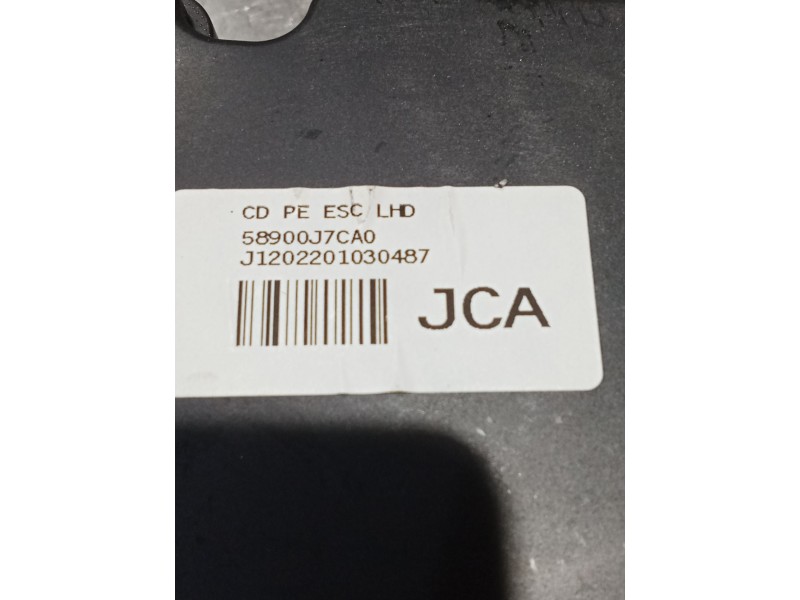 CD PE ESC LHD
58900J7CA0
J1202201030487
JCA